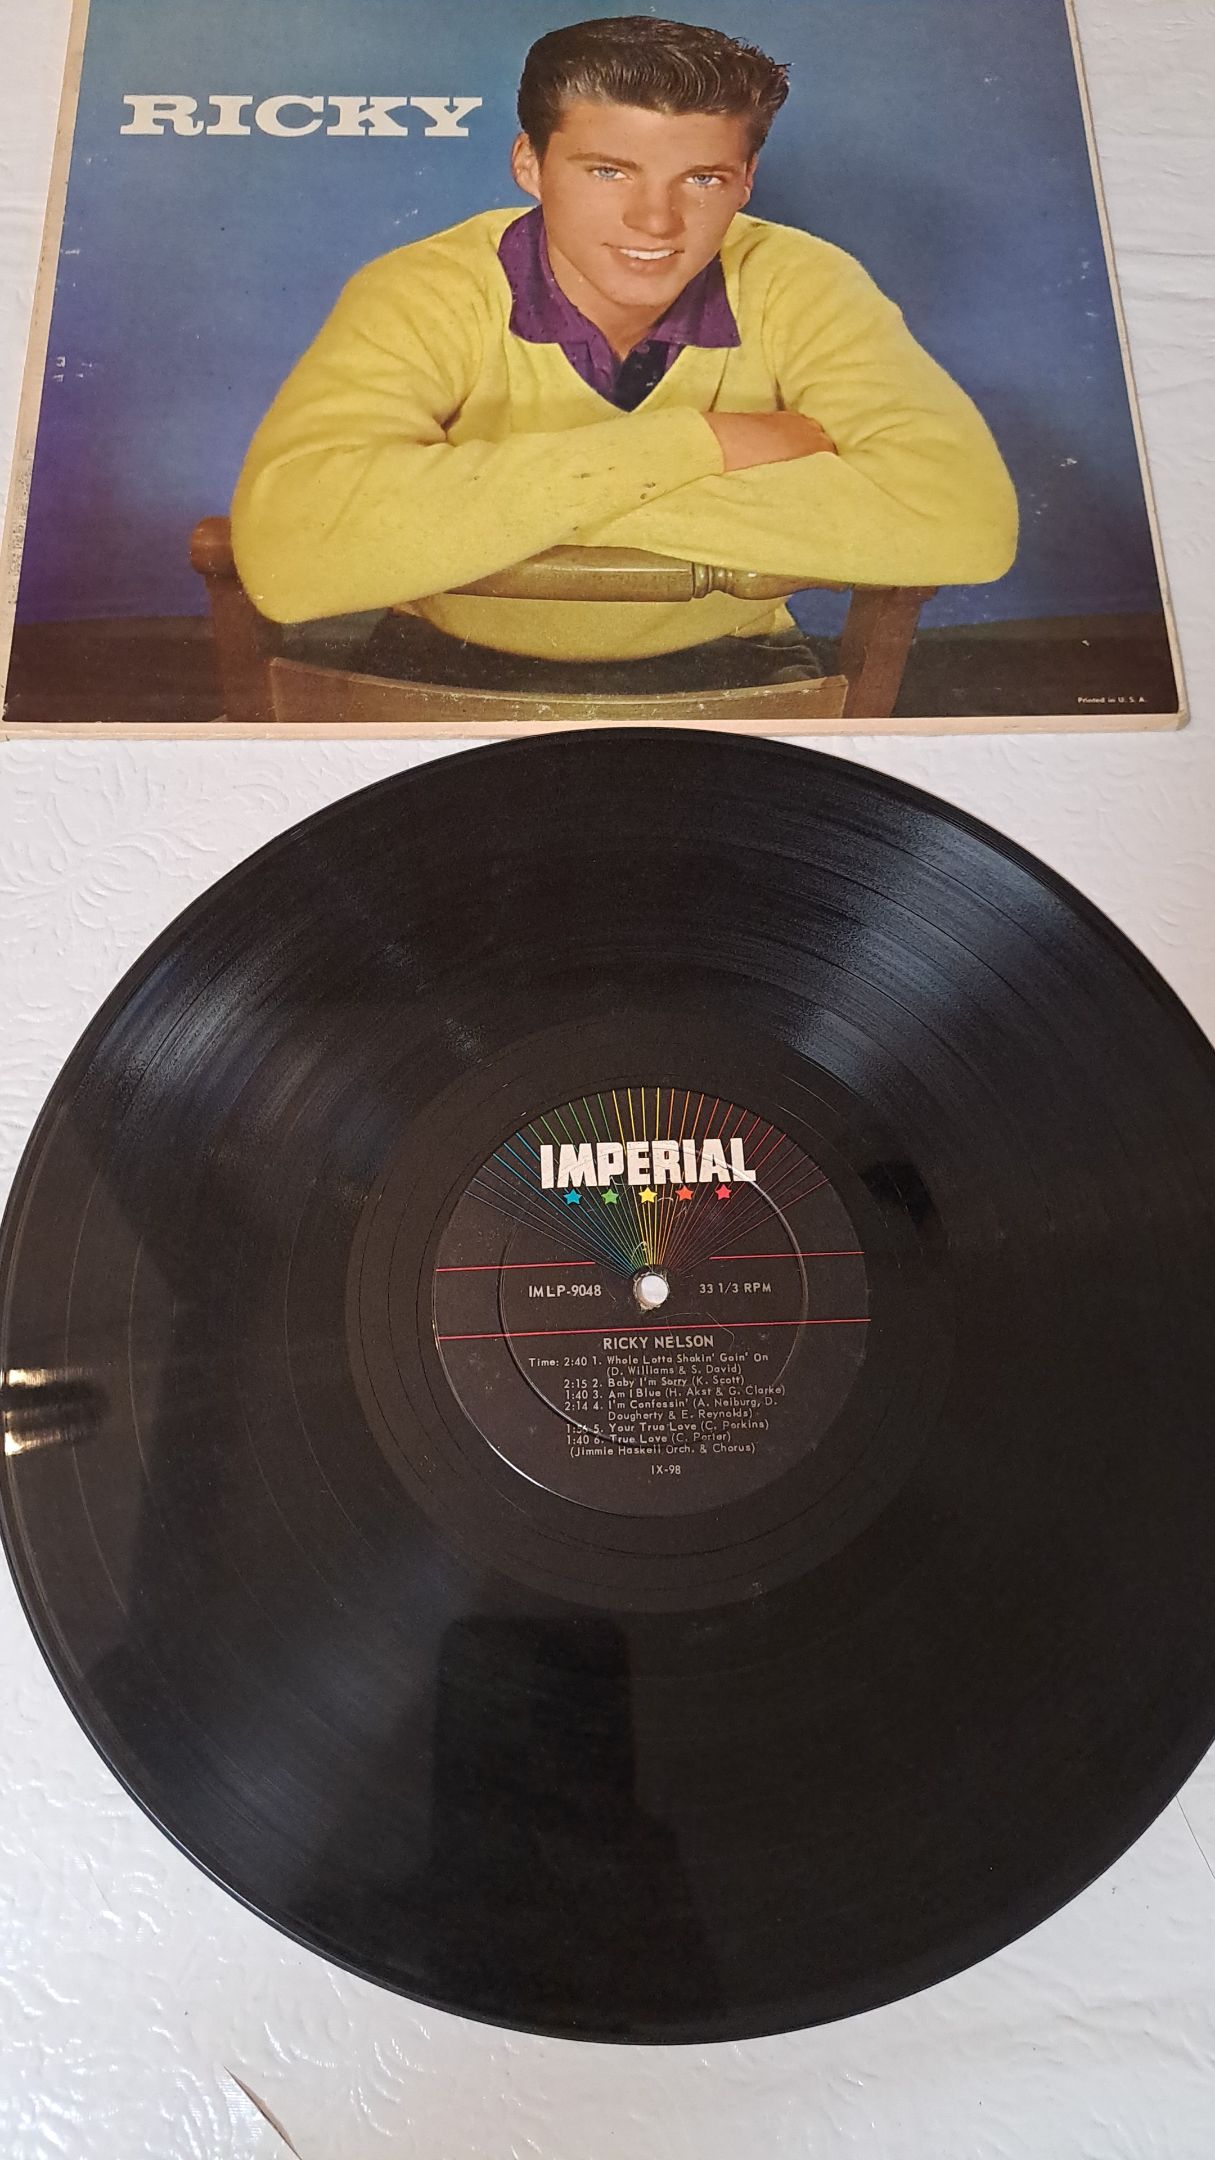 RICKY
Printed in U. S. A.
IMPERIAL
IMLP-9048 33 1/3 RPM
RICKY NELSON
Time: 2:40 1. Whole Lotta Shakin' Goin' On
(D. Williams & S. David)
2:15 2. Baby I'm Sorry (K. Scott)
1:40 3. Am I Blue (H. Akst & G. Clarke)
2:14 4. I'm Confessin' (A. Neiburg, D.
Dougherty & E. Reynolds)
5. Your True Love (C. Perkins)
1:40 6. True Love (C. Porter)
(Jimmie Haskell Orch. & Chorus)
IX-98